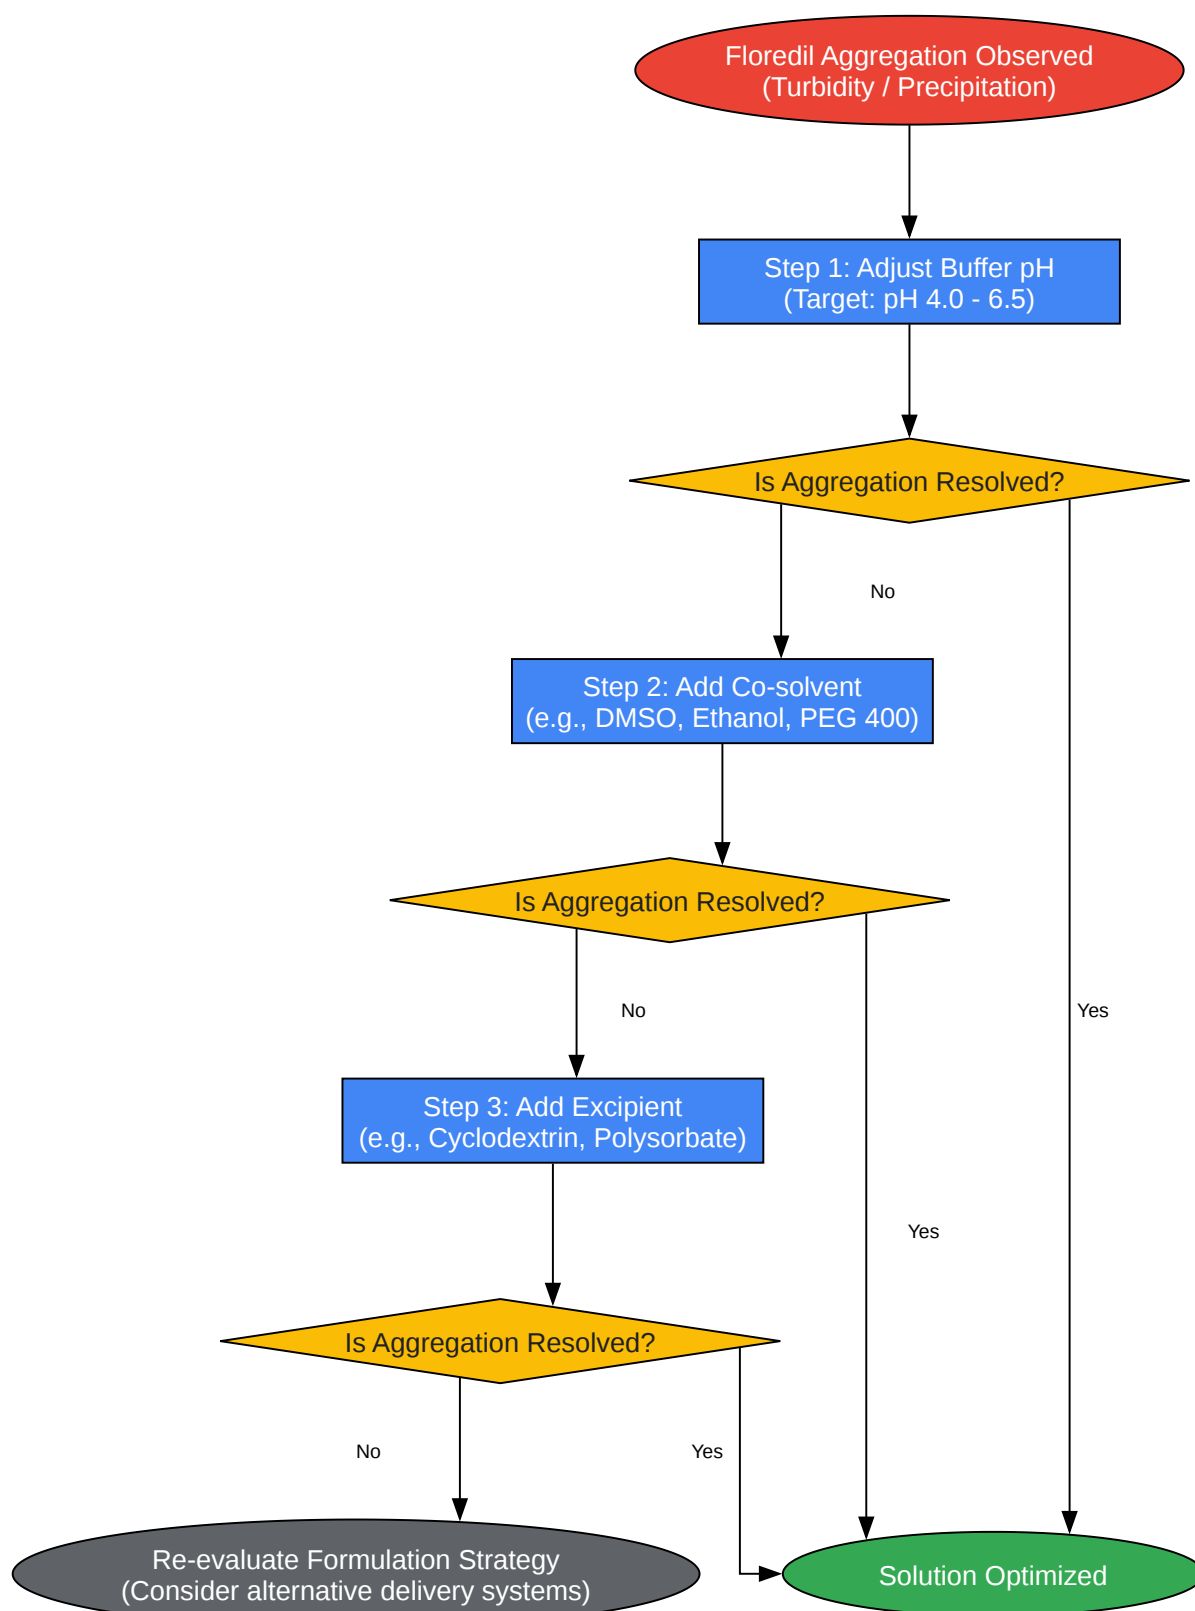 Floredil Aggregation Observed
(Turbidity / Precipitation)
Step 1: Adjust Buffer pH
(Target: pH 4.0 - 6.5)
Is Aggregation Resolved?
No
Step 2: Add Co-solvent
(e.g., DMSO, Ethanol, PEG 400)
Is Aggregation Resolved?
No
Yes
Step 3: Add Excipient
(e.g., Cyclodextrin, Polysorbate)
Yes
Is Aggregation Resolved?
No
Yes
Re-evaluate Formulation Strategy
(Consider alternative delivery systems)
Solution Optimized